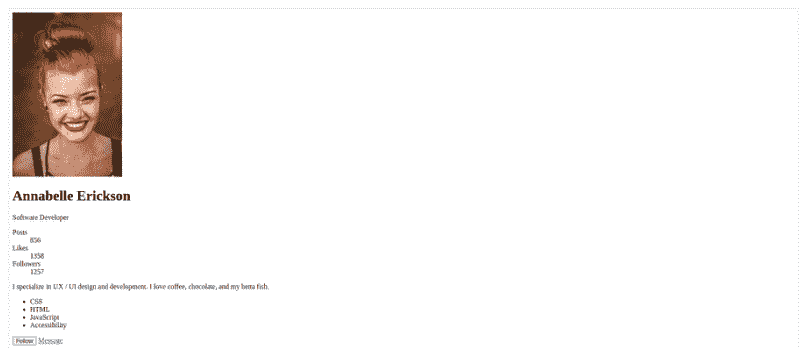 Annabelle Erickson
Software Developer
Posts
856
Likes
1358
Followers
1257
I specialize in UX / UI design and development. I love coffee, chocolate, and my betta fish.
CSS
HTML
JavaScript
Accessibility
Follow Message